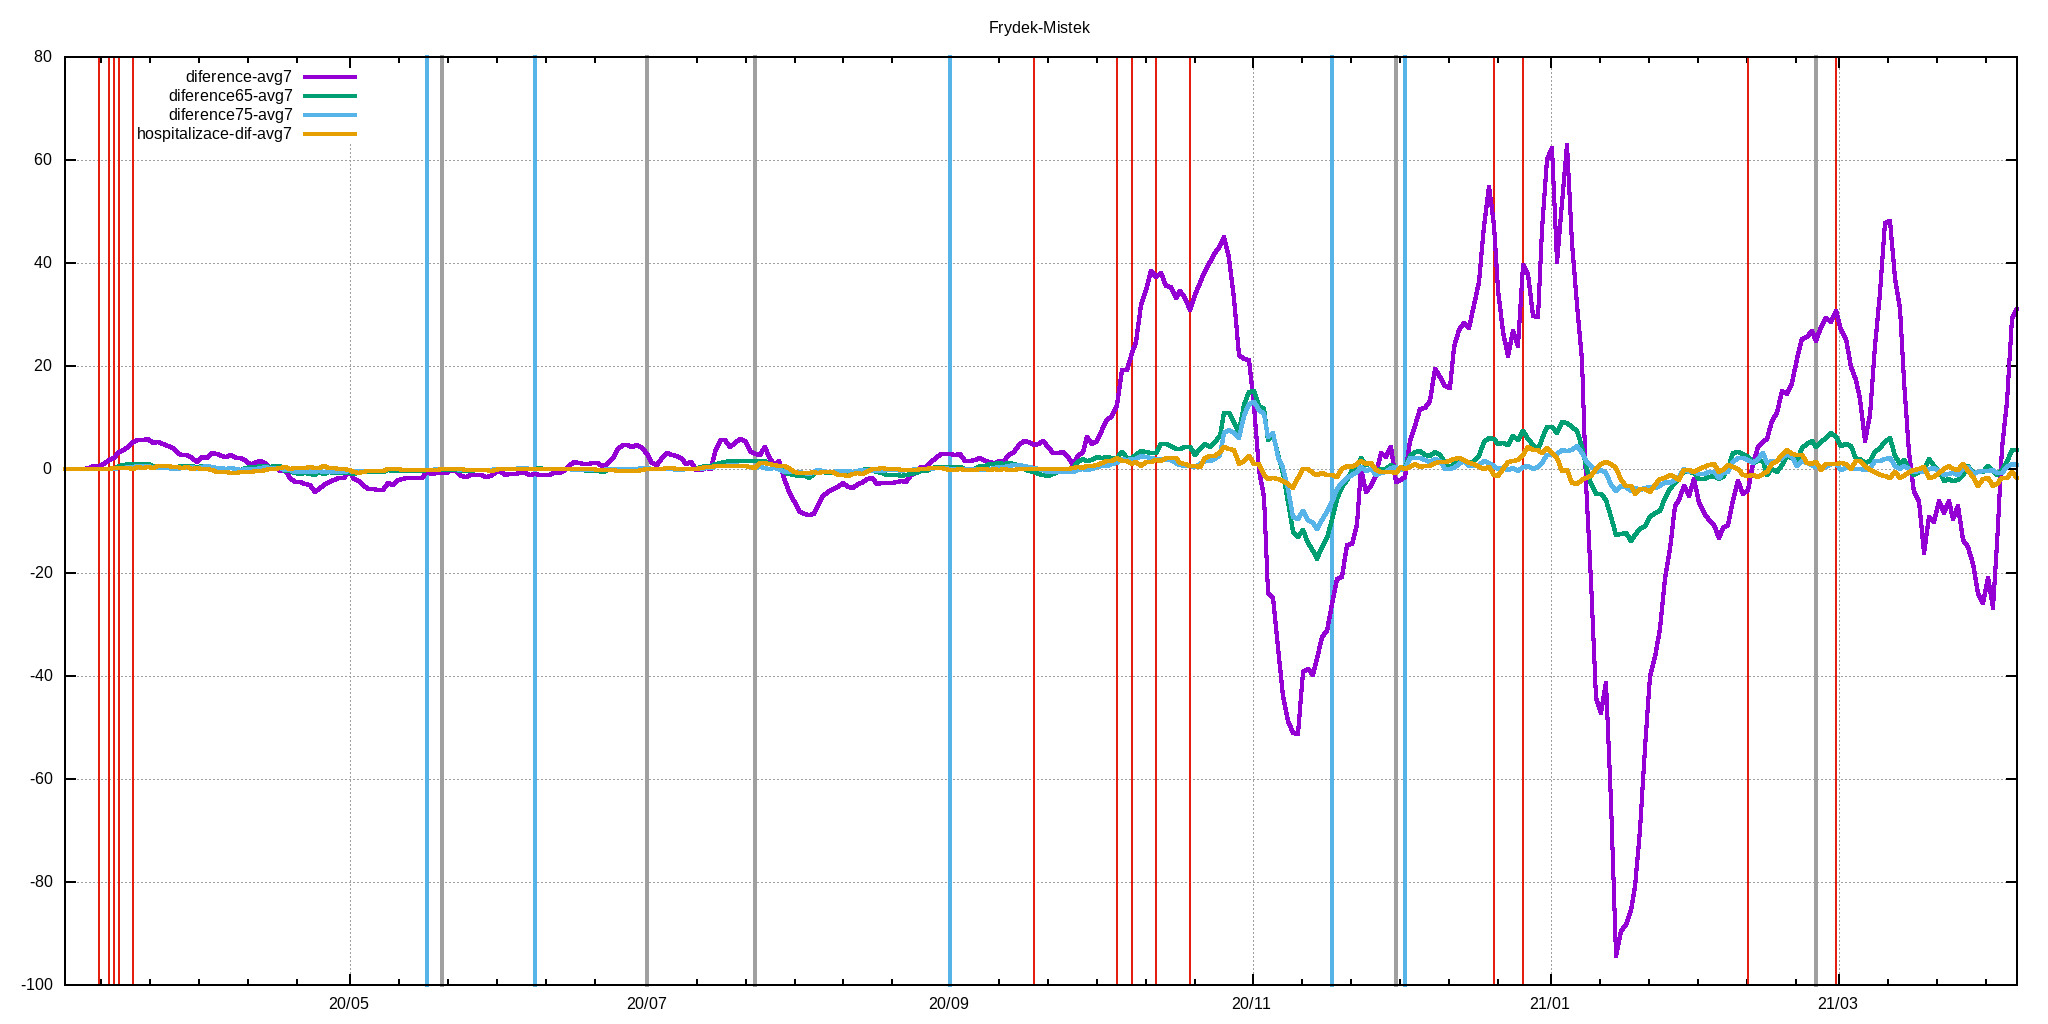 Frydek-Mistek
diference-avg7
diference65-avg7
diference75-avg7
hospitalizace-dif-avg7
80
60
40
20
0
-20
-40
-60
-80
-100
20/05 20/07 20/09 20/11 21/01 21/03